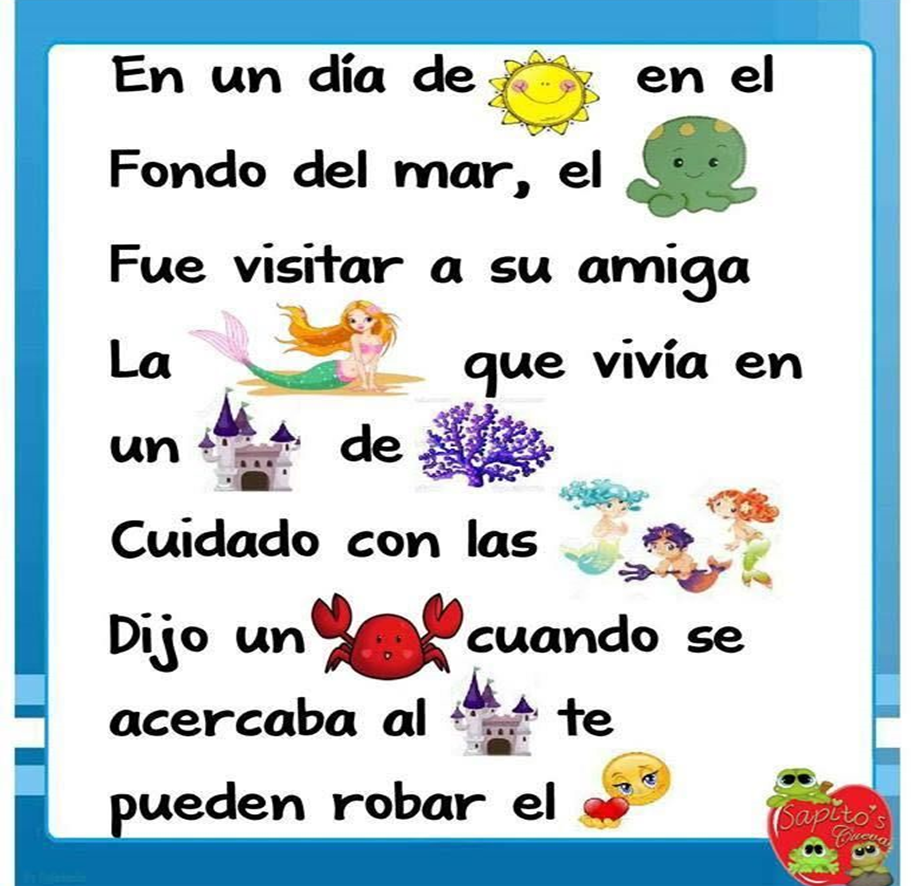 En un día de en el
Fondo del mar, el
Fue visitar a su amiga
La que vivía en
un de
Cuidado con las
Dijo un cuando se
acercaba al te
pueden robar el
Sapito's
Cuevas